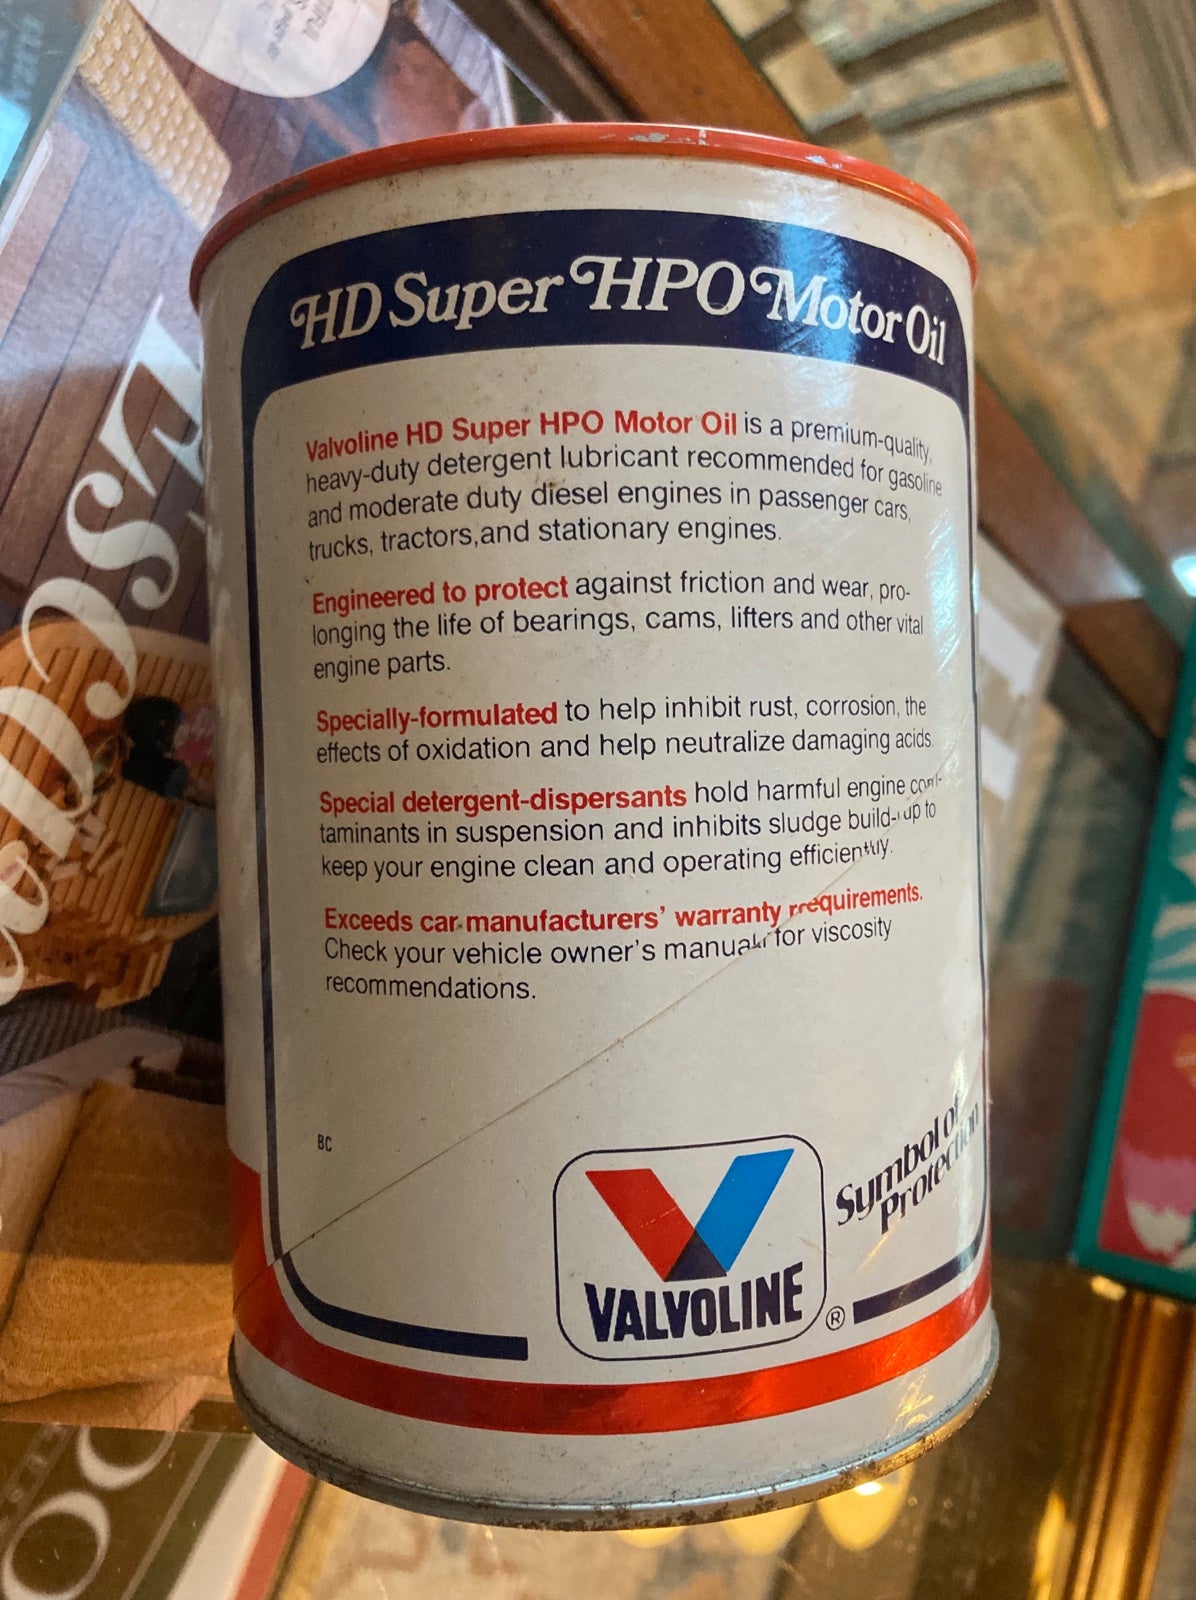 HD Super HPO Motor Oil
Valvoline HD Super HPO Motor Oil is a premium-quality,
heavy-duty detergent lubricant recommended for gasoline
and moderate duty diesel engines in passenger cars,
trucks, tractors, and stationary engines.
Engineered to protect against friction and wear, pro-
longing the life of bearings, cams, lifters and other vital
engine parts.
Specially-formulated to help inhibit rust, corrosion, the
effects of oxidation and help neutralize damaging acids.
Special detergent-dispersants hold harmful engine con-
taminants in suspension and inhibits sludge build-up to
keep your engine clean and operating efficiently.
Exceeds car manufacturers' warranty requirements.
Check your vehicle owner's manual for viscosity
recommendations.
BC
Symbol of
Protection
VALVOLINE
®